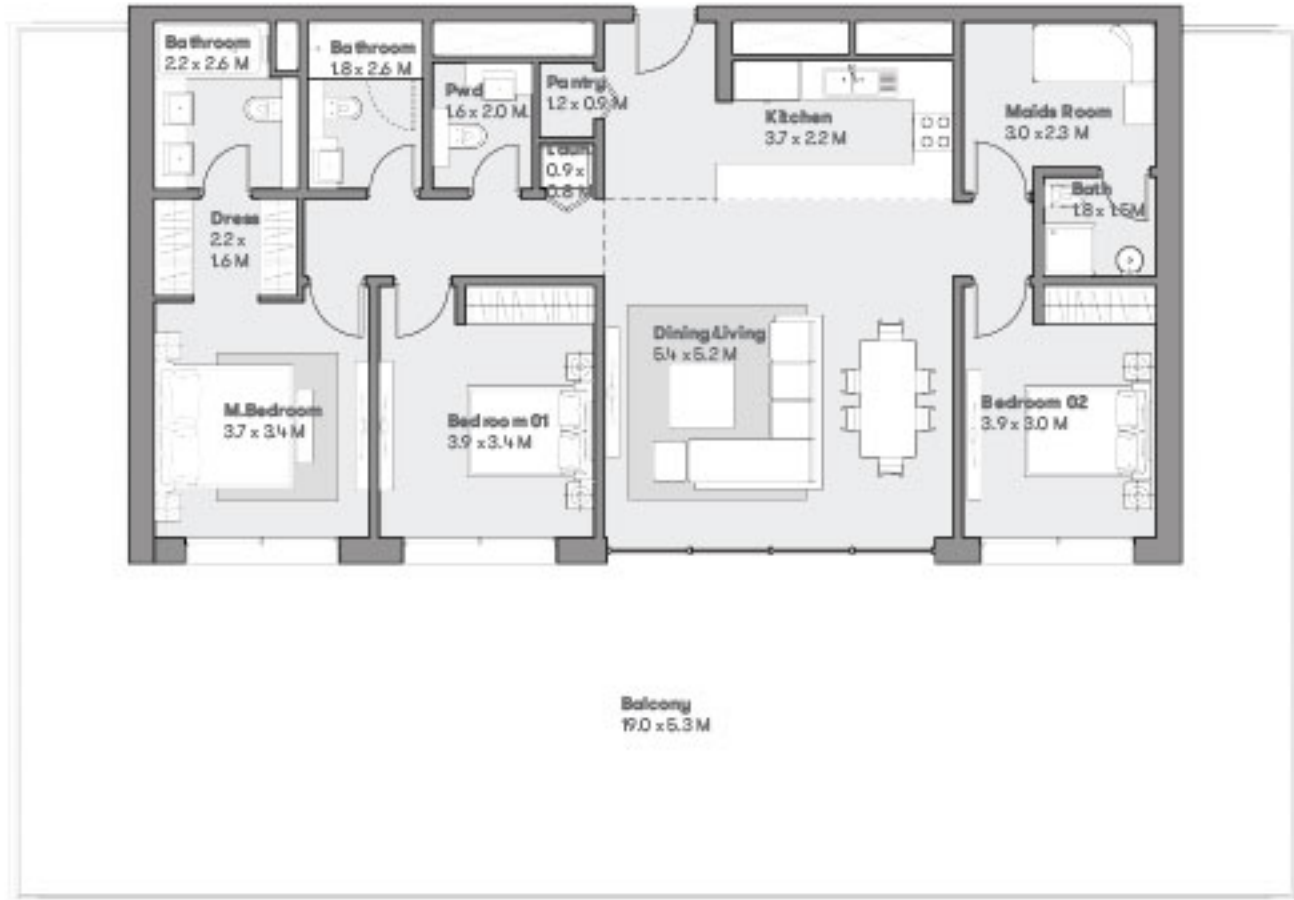 Bathroom
2.2 x 2.6 M
Bathroom
1.8 x 2.6 M
Pwd
1.6 x 2.0 M
Pantry
1.2 x 0.9 M
0.9 x
0.8 M
Kitchen
3.7 x 2.2 M
Maids Room
3.0 x 2.3 M
Bath
1.8 x 1.5M
Dress
2.2 x
1.6 M
Dining/Living
5.4 x 5.2 M
M.Bedroom
3.7 x 3.4 M
Bedroom 01
3.9 x 3.4 M
Bedroom 02
3.9 x 3.0 M
Balcony
19.0 x 5.3 M